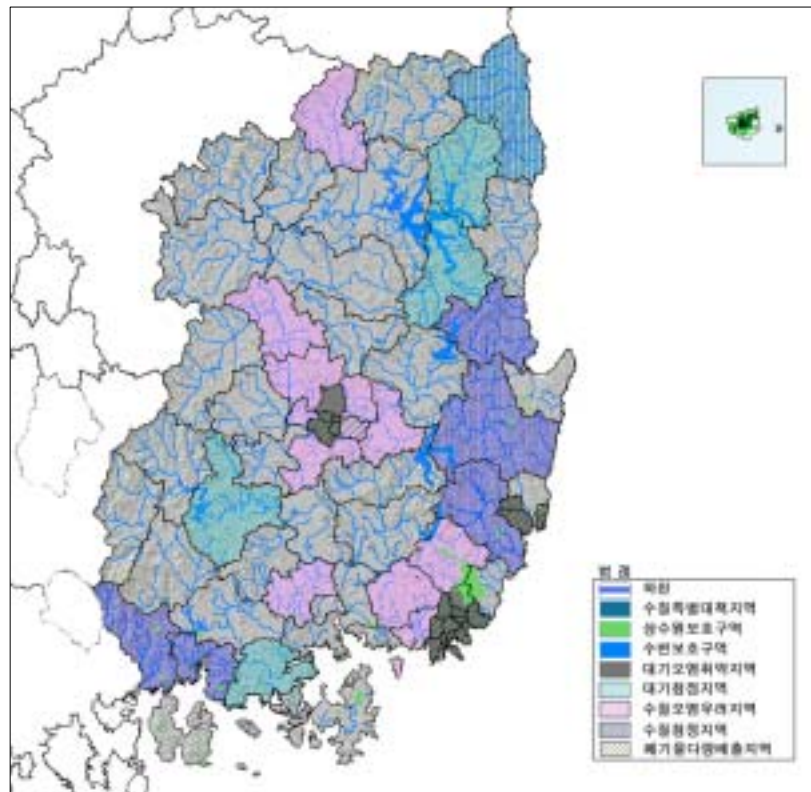 범 례
하천
수질특별대책지역
상수원보호구역
수변보호구역
대기오염취약지역
대기청정지역
수질오염우려지역
수질청정지역
폐기물다량배출지역